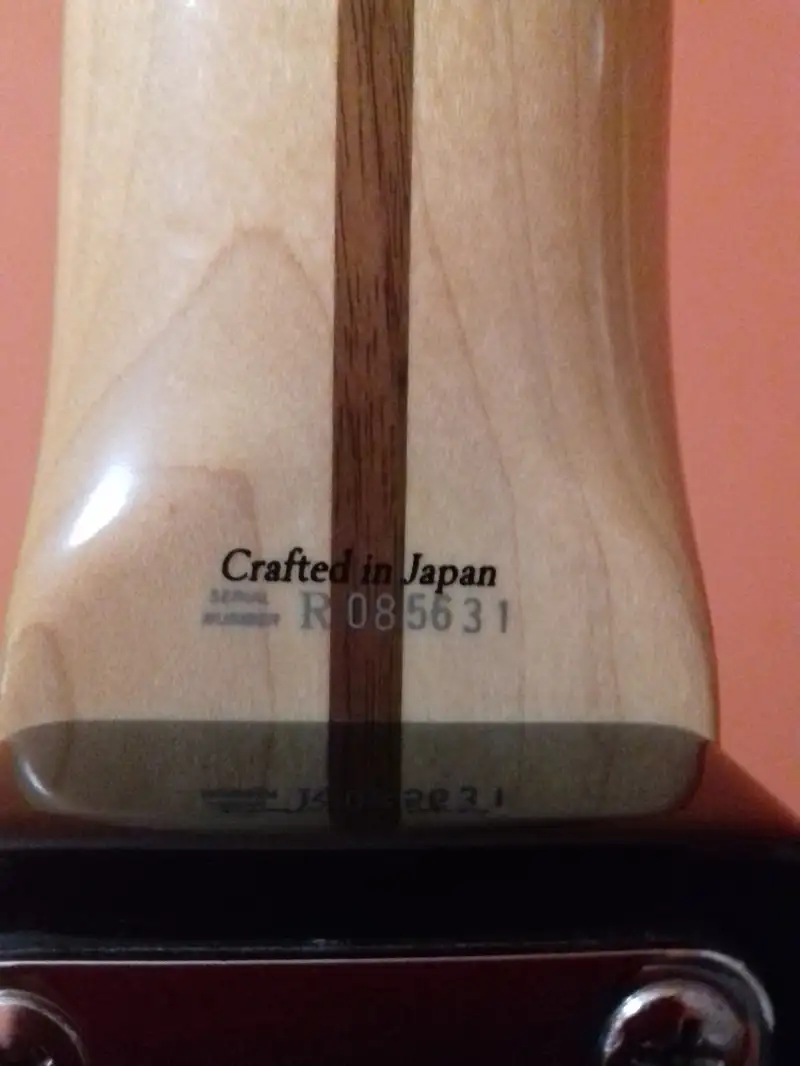 Crafted in Japan
SERIAL
NUMBER R085631